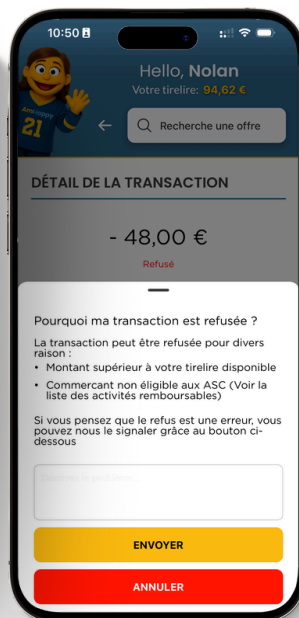 10:50
Hello, Nolan
Votre tirelire: 94,62 €
21
Recherche une offre
DÉTAIL DE LA TRANSACTION
- 48,00 €
Refusé
Pourquoi ma transaction est refusée ?
La transaction peut être refusée pour divers
raison :
• Montant supérieur à votre tirelire disponible
• Commercant non éligible aux ASC (Voir la
liste des activités remboursables)
Si vous pensez que le refus est une erreur, vous
pouvez nous le signaler grâce au bouton ci-
dessous
ENVOYER
ANNULER